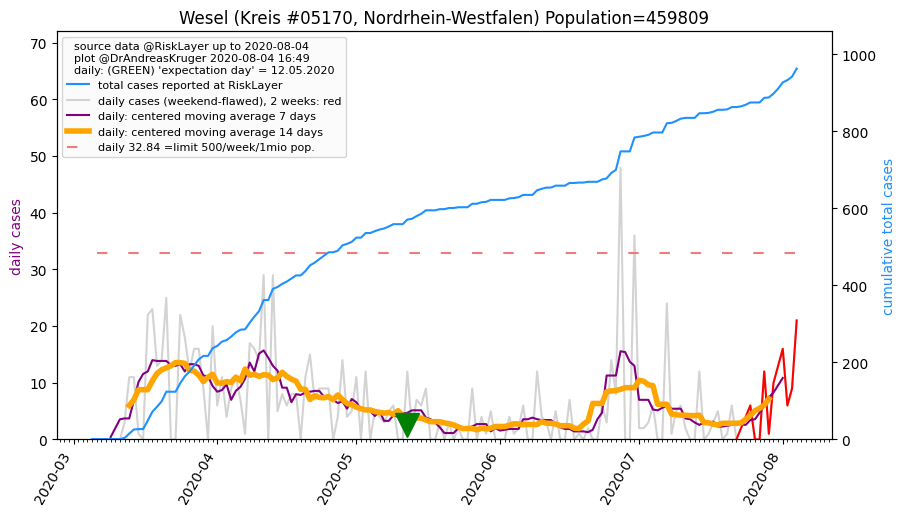 Wesel (Kreis #05170, Nordrhein-Westfalen) Population=459809
source data @RiskLayer up to 2020-08-04
plot @DrAndreasKruger 2020-08-04 16:49
daily: (GREEN) 'expectation day' = 12.05.2020
total cases reported at RiskLayer
daily cases (weekend-flawed), 2 weeks: red
daily: centered moving average 7 days
daily: centered moving average 14 days
daily 32.84 =limit 500/week/1mio pop.
daily cases
70
60
50
40
30
20
10
0
cumulative total cases
1000
800
600
400
200
0
2020-03
2020-04
2020-05
2020-06
2020-07
2020-08